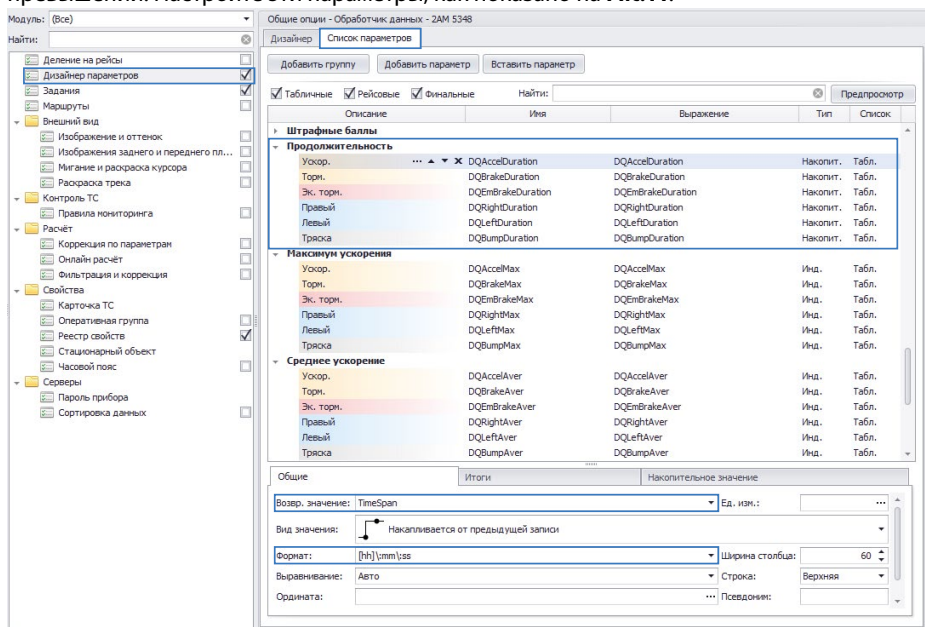 Модуль: (Все)
Найти:
Деление на рейсы
Дизайнер параметров
Задания
Маршруты
Внешний вид
Изображение и оттенок
Изображения заднего и переднего пл...
Мигание и раскраска курсора
Раскраска трека
Контроль ТС
Правила мониторинга
Расчёт
Коррекция по параметрам
Онлайн расчёт
Фильтрация и коррекция
Свойства
Карточка ТС
Оперативная группа
Реестр свойств
Стационарный объект
Часовой пояс
Серверы
Пароль прибора
Сортировка данных
Общие опции - Обработчик данных - 2AM 5348
Дизайнер Список параметров
Добавить группу Добавить параметр Вставить параметр
Табличные Рейсовые Финальные Найти: Предпросмотр
Описание Имя Выражение Тип Список
Штрафные баллы
Продолжительность
Ускор. ... DQAccelDuration DQAccelDuration Накопит. Табл.
Торм. DQBrakeDuration DQBrakeDuration Накопит. Табл.
Эк. торм. DQEmBrakeDuration DQEmBrakeDuration Накопит. Табл.
Правый DQRightDuration DQRightDuration Накопит. Табл.
Левый DQLeftDuration DQLeftDuration Накопит. Табл.
Тряска DQBumpDuration DQBumpDuration Накопит. Табл.
Максимум ускорения
Ускор. DQAccelMax DQAccelMax Инд. Табл.
Торм. DQBrakeMax DQBrakeMax Инд. Табл.
Эк. торм. DQEmBrakeMax DQEmBrakeMax Инд. Табл.
Правый DQRightMax DQRightMax Инд. Табл.
Левый DQLeftMax DQLeftMax Инд. Табл.
Тряска DQBumpMax DQBumpMax Инд. Табл.
Среднее ускорение
Ускор. DQAccelAver DQAccelAver Инд. Табл.
Торм. DQBrakeAver DQBrakeAver Инд. Табл.
Эк. торм. DQEmBrakeAver DQEmBrakeAver Инд. Табл.
Правый DQRightAver DQRightAver Инд. Табл.
Левый DQLeftAver DQLeftAver Инд. Табл.
Тряска DQBumpAver DQBumpAver Инд. Табл.
Общие Итоги Накопительное значение
Возвр. значение: TimeSpan Ед. изм.: ...
Вид значения: Накапливается от предыдущей записи
Формат: [hh]\:mm\:ss Ширина столбца: 60
Выравнивание: Авто Строка: Верхняя
Ордината: ... Псевдоним: